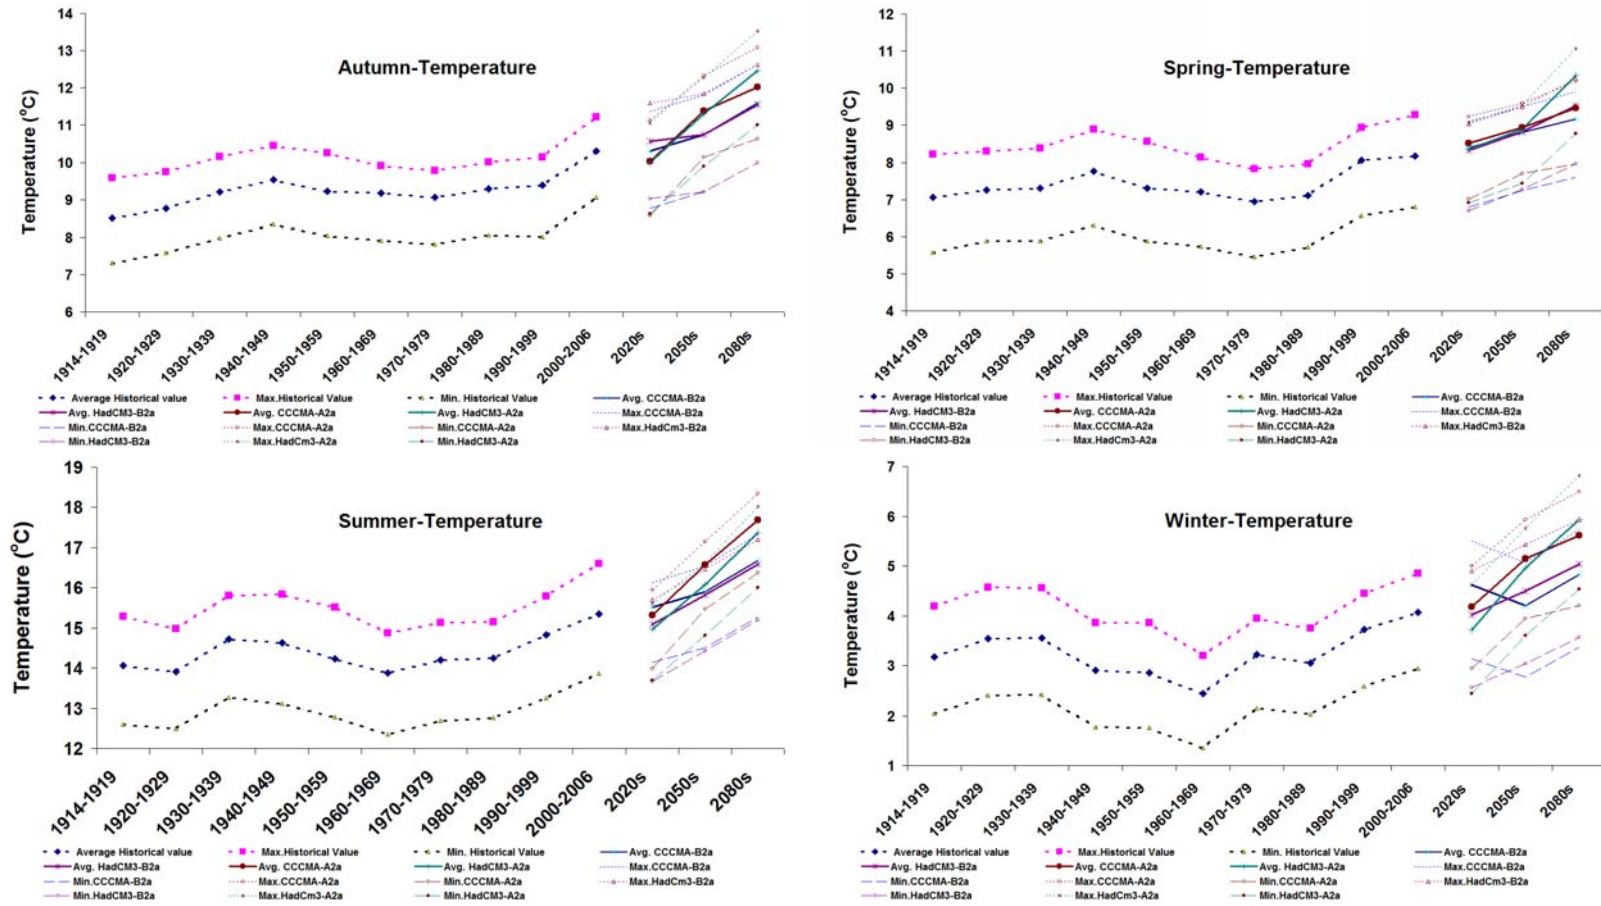 Autumn-Temperature
Temperature (°C)
14
13
12
11
10
9
8
7
6
1914-1919
1920-1929
1930-1939
1940-1949
1950-1959
1960-1969
1970-1979
1980-1989
1990-1999
2000-2006
2020s
2050s
2080s
Average Historical value Max.Historical Value Min. Historical Value Avg. CCCMA-B2a
Avg. HadCM3-B2a Avg. CCCMA-A2a Avg. HadCM3-A2a Max.CCCMA-B2a
Min.CCCMA-B2a Max.CCCMA-A2a Min.CCCMA-A2a Max.HadCm3-B2a
Min.HadCM3-B2a Max.HadCm3-A2a Min.HadCM3-A2a
Spring-Temperature
Temperature (°C)
12
11
10
9
8
7
6
5
4
1914-1919
1920-1929
1930-1939
1940-1949
1950-1959
1960-1969
1970-1979
1980-1989
1990-1999
2000-2006
2020s
2050s
2080s
Average Historical value Max.Historical Value Min. Historical Value Avg. CCCMA-B2a
Avg. HadCM3-B2a Avg. CCCMA-A2a Avg. HadCM3-A2a Max.CCCMA-B2a
Min.CCCMA-B2a Max.CCCMA-A2a Min.CCCMA-A2a Max.HadCm3-B2a
Min.HadCM3-B2a Max.HadCm3-A2a Min.HadCM3-A2a
Summer-Temperature
Temperature (°C)
19
18
17
16
15
14
13
12
1914-1919
1920-1929
1930-1939
1940-1949
1950-1959
1960-1969
1970-1979
1980-1989
1990-1999
2000-2006
2020s
2050s
2080s
Average Historical value Max.Historical Value Min. Historical Value Avg. CCCMA-B2a
Avg. HadCM3-B2a Avg. CCCMA-A2a Avg. HadCM3-A2a Max.CCCMA-B2a
Min.CCCMA-B2a Max.CCCMA-A2a Min.CCCMA-A2a Max.HadCm3-B2a
Min.HadCM3-B2a Max.HadCm3-A2a Min.HadCM3-A2a
Winter-Temperature
Temperature (°C)
7
6
5
4
3
2
1
1914-1919
1920-1929
1930-1939
1940-1949
1950-1959
1960-1969
1970-1979
1980-1989
1990-1999
2000-2006
2020s
2050s
2080s
Average Historical value Max.Historical Value Min. Historical Value Avg. CCCMA-B2a
Avg. HadCM3-B2a Avg. CCCMA-A2a Avg. HadCM3-A2a Max.CCCMA-B2a
Min.CCCMA-B2a Max.CCCMA-A2a Min.CCCMA-A2a Max.HadCm3-B2a
Min.HadCM3-B2a Max.HadCm3-A2a Min.HadCM3-A2a